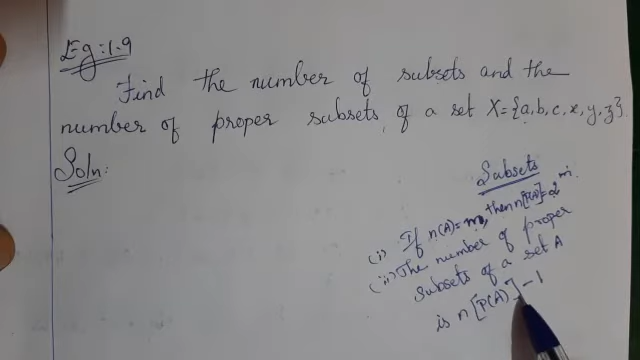 Eg:1.9
Find the number of subsets and the
number of proper subsets of a set X={a,b,c,x,y,z}
Soln:
Subsets
(i) If n(A)=m, then n[P(A)]=2^m.
(ii) The number of proper
subsets of a set A
is n[P(A)]-1